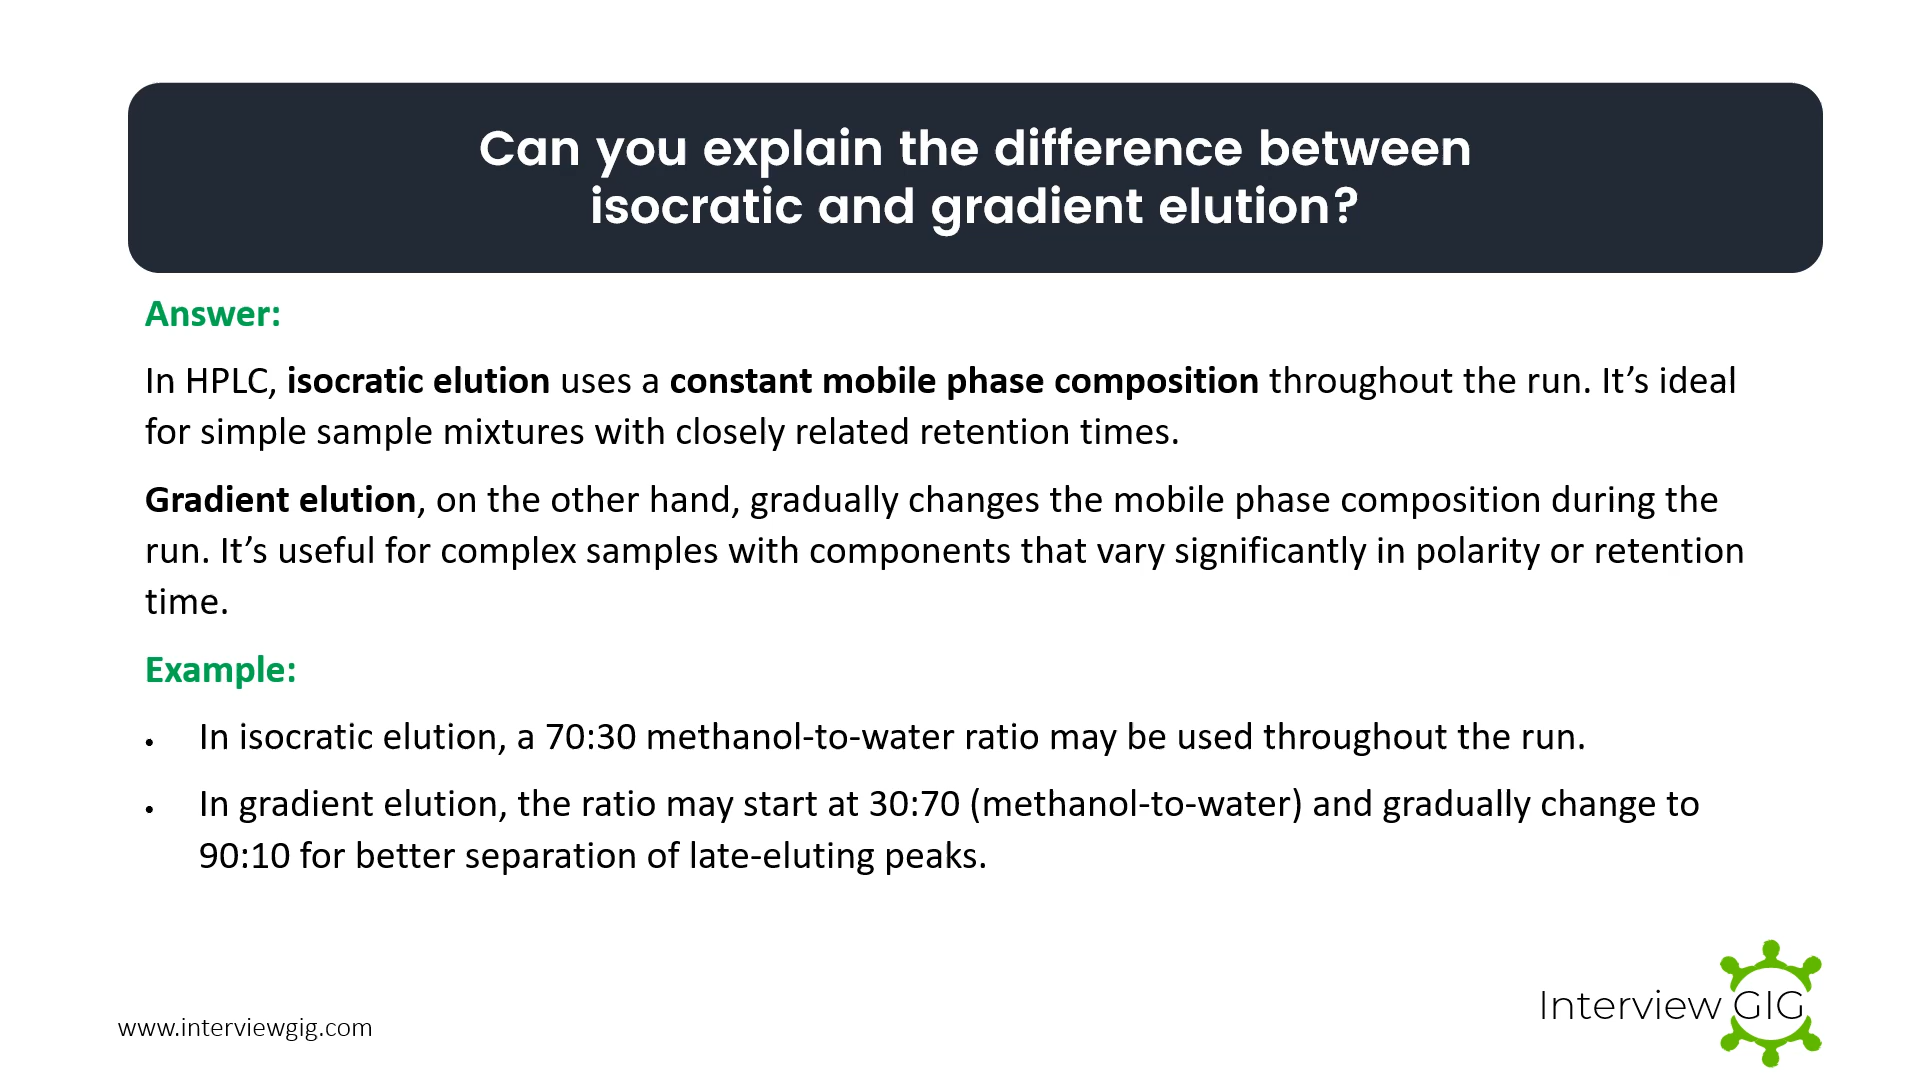 Can you explain the difference between
isocratic and gradient elution?
Answer:
In HPLC, isocratic elution uses a constant mobile phase composition throughout the run. It’s ideal
for simple sample mixtures with closely related retention times.
Gradient elution, on the other hand, gradually changes the mobile phase composition during the
run. It’s useful for complex samples with components that vary significantly in polarity or retention
time.
Example:
• In isocratic elution, a 70:30 methanol-to-water ratio may be used throughout the run.
• In gradient elution, the ratio may start at 30:70 (methanol-to-water) and gradually change to
90:10 for better separation of late-eluting peaks.
www.interviewgig.com
Interview GIG